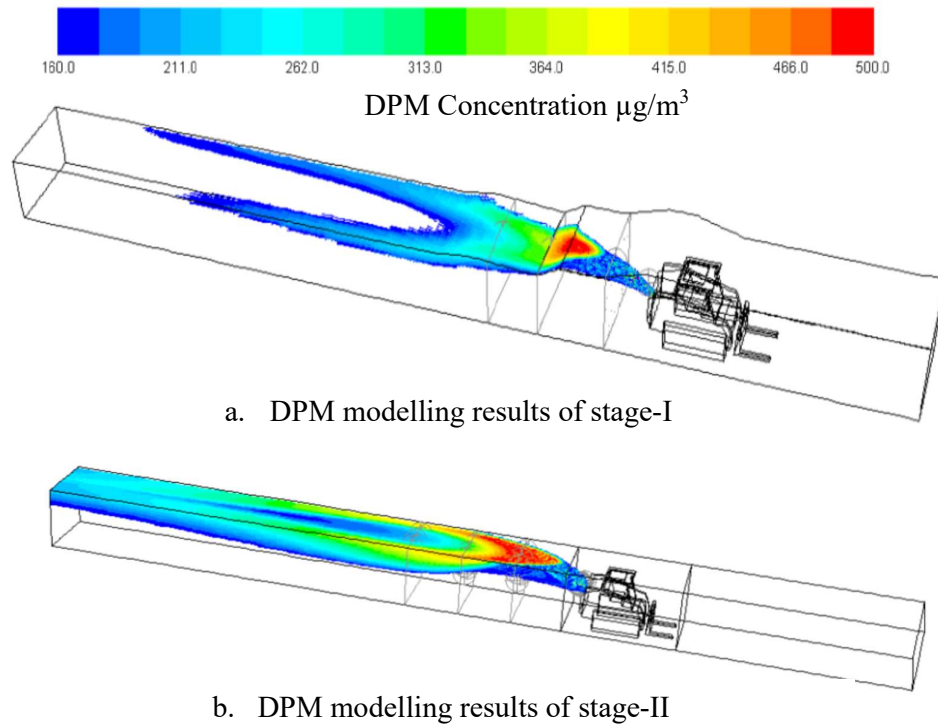 160.0 211.0 262.0 313.0 364.0 415.0 466.0 500.0
DPM Concentration µg/m³
a. DPM modelling results of stage-I
b. DPM modelling results of stage-II